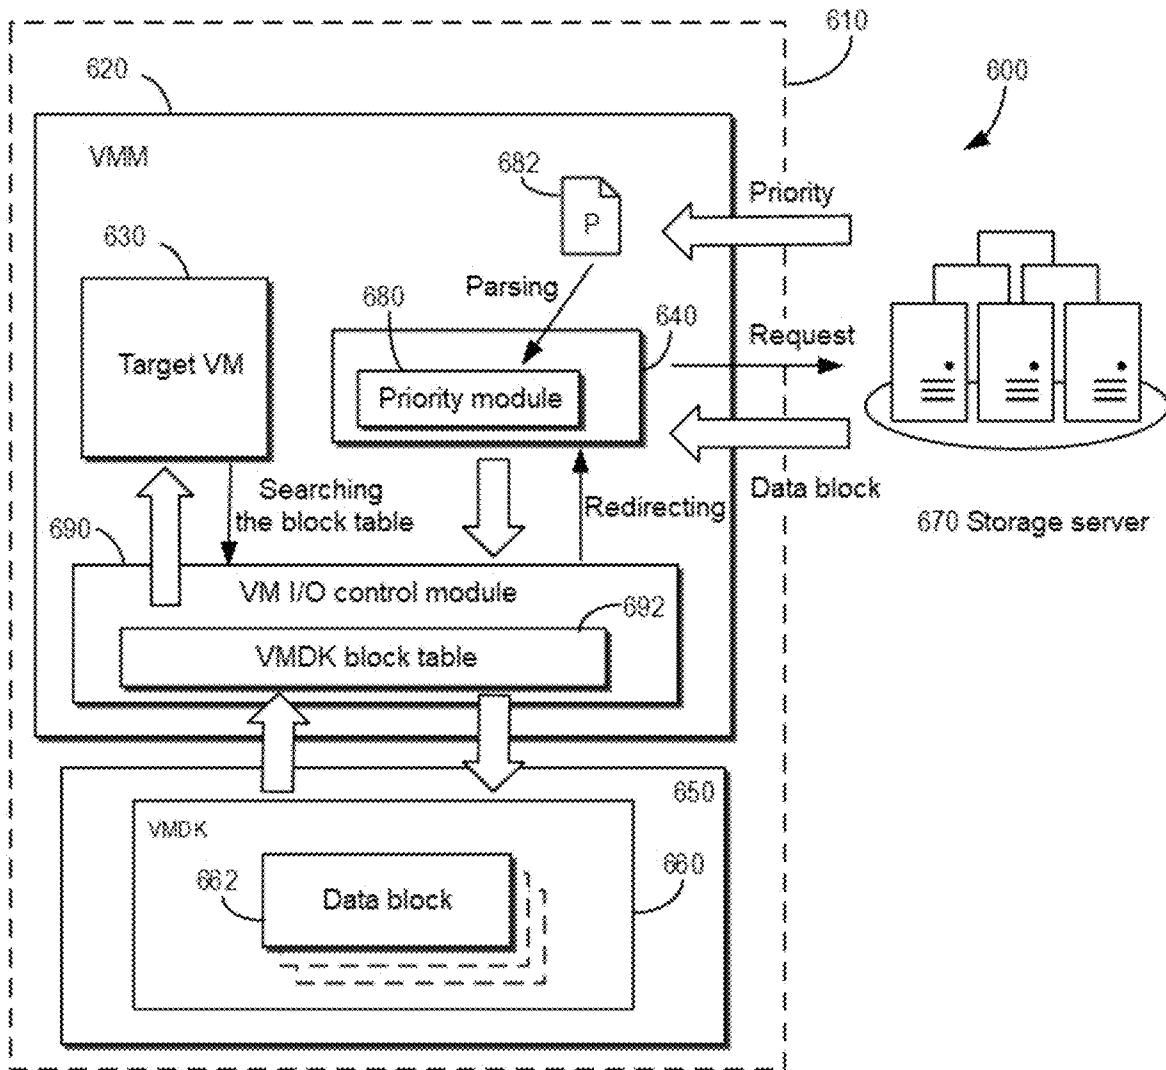 610
620
600
VMM
682
Priority
P
630
Parsing
680
640
Request
Target VM
Priority module
Searching
the block table
Redirecting
Data block
690
670 Storage server
VM I/O control module
692
VMDK block table
650
VMDK
660
662
Data block